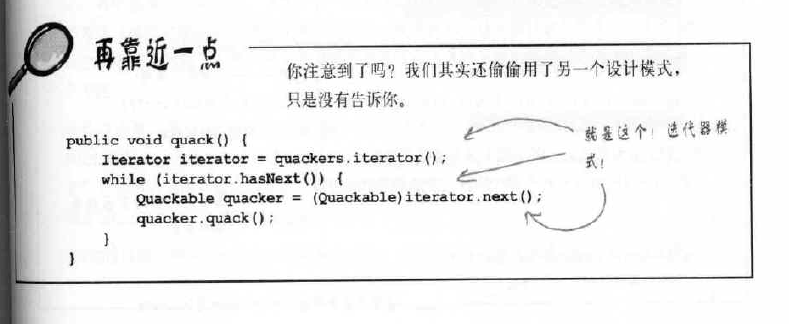 再靠近一点
你注意到了吗？我们其实还偷偷用了另一个设计模式，
只是没有告诉你。
public void quack() {
    Iterator iterator = quackers.iterator();
    while (iterator.hasNext()) {
        Quackable quacker = (Quackable)iterator.next();
        quacker.quack();
    }
}
就是这个！迭代器模
式！